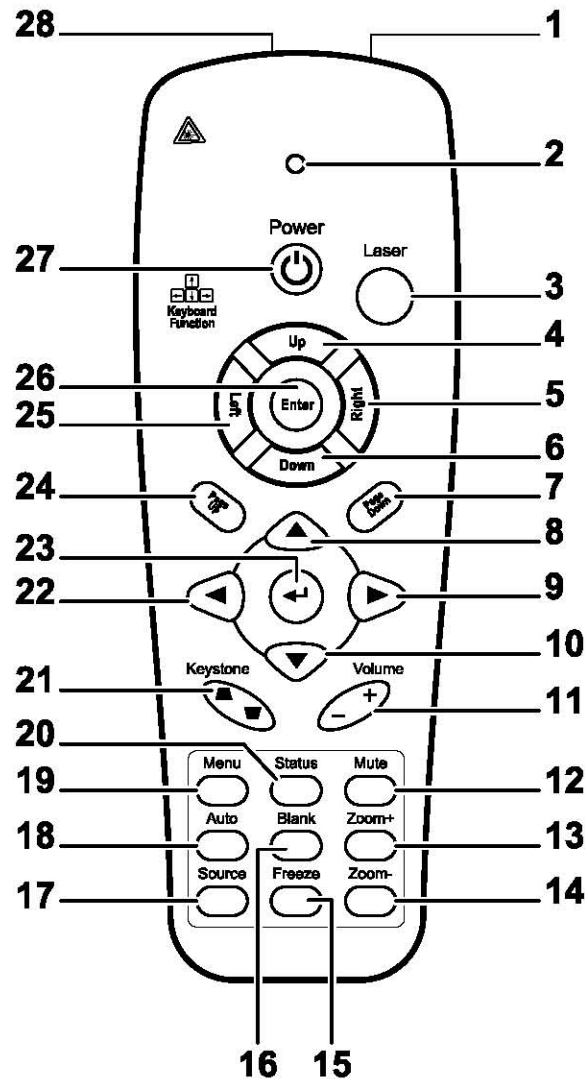 28 1
2
Power
Laser
27
3
Keyboard
Function
4
Up
26
Left Enter Right
5
25
6
Down
24 7
Page
UP
Page
Down
8
23
22 9
10
Keystone Volume
21
+
−
11
20
Menu Status Mute
19 12
Auto Blank Zoom+
18 13
Source Freeze Zoom-
17 14
16 15